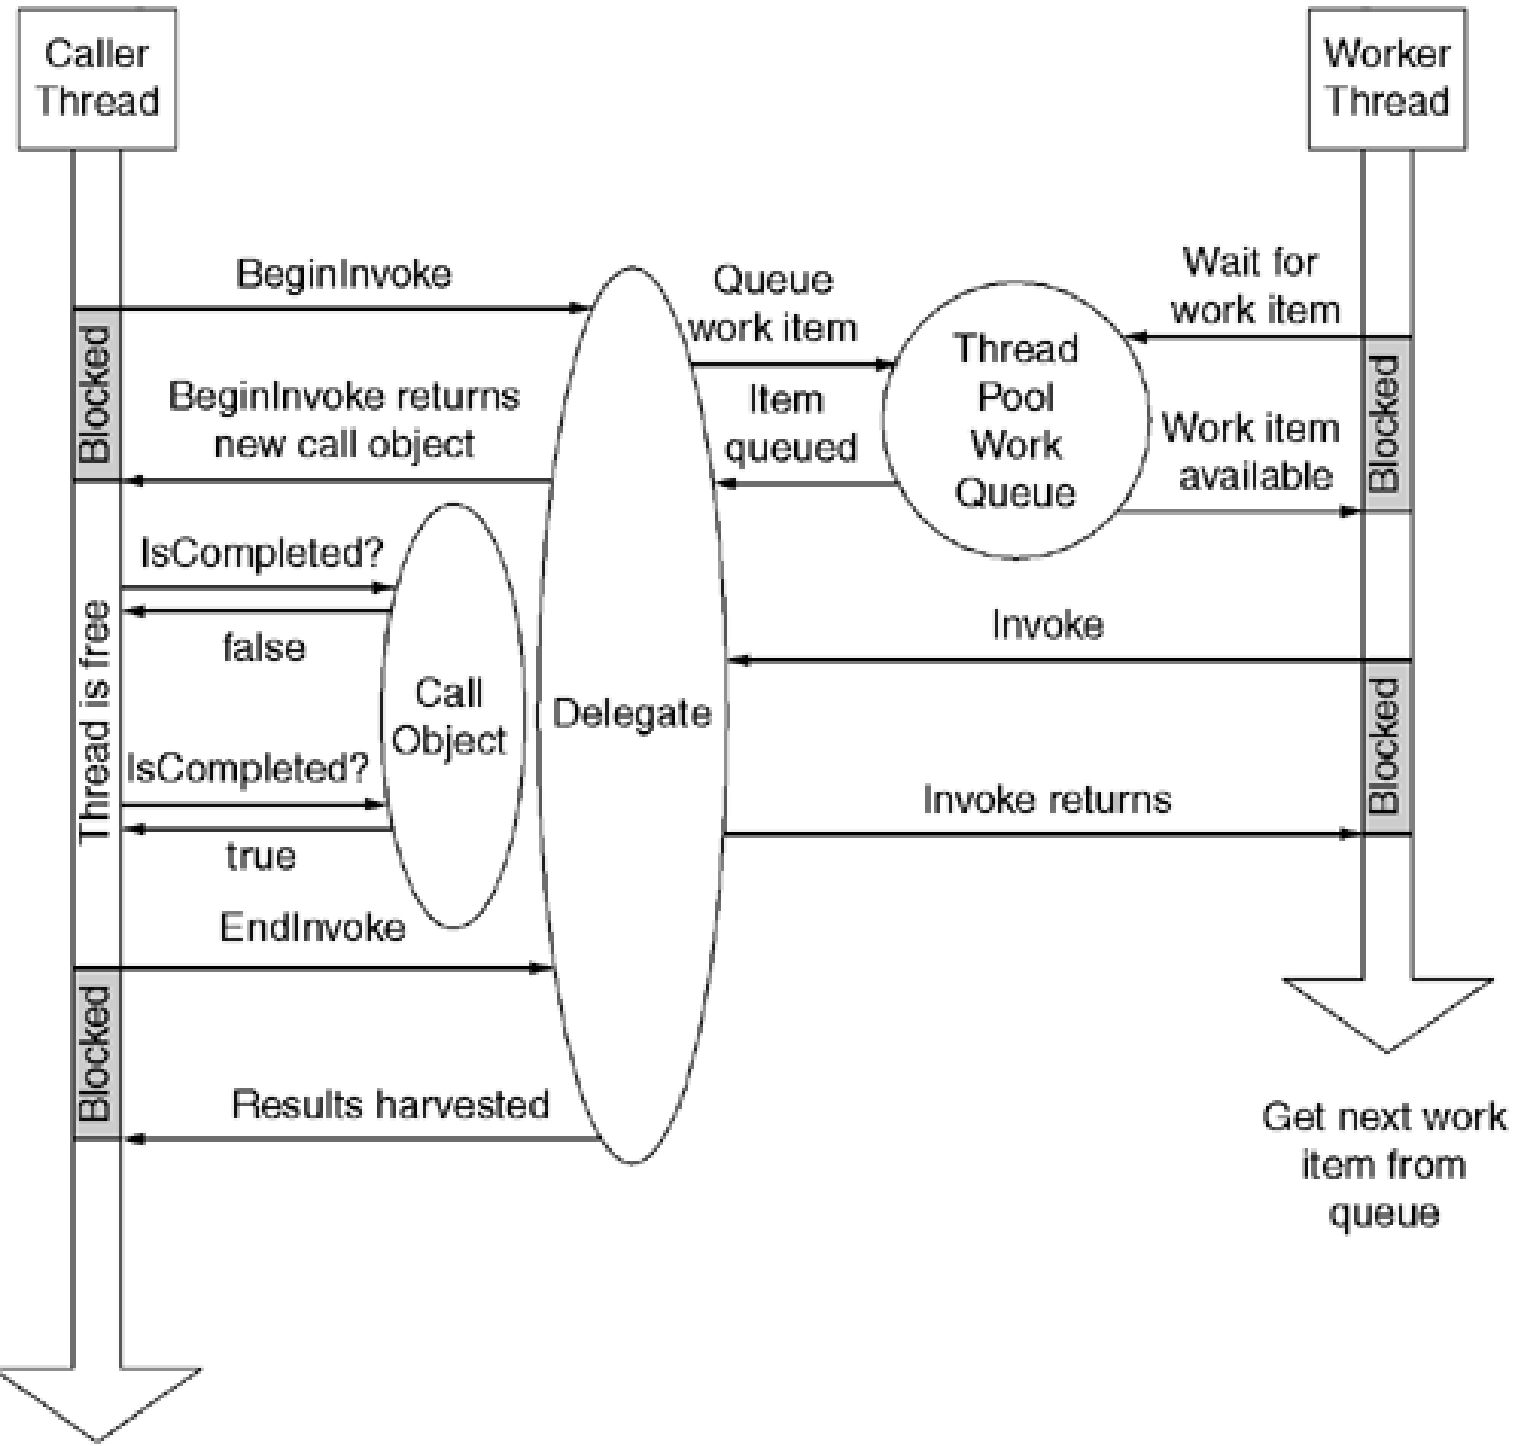 Caller
Thread
Worker
Thread
BeginInvoke
Queue
work item
Wait for
work item
Blocked
BeginInvoke returns
new call object
Item
queued
Thread
Pool
Work
Queue
Work item
available
Blocked
IsCompleted?
false
Thread is free
IsCompleted?
true
Call
Object
Delegate
Invoke
Blocked
Invoke returns
EndInvoke
Blocked
Results harvested
Get next work
item from
queue